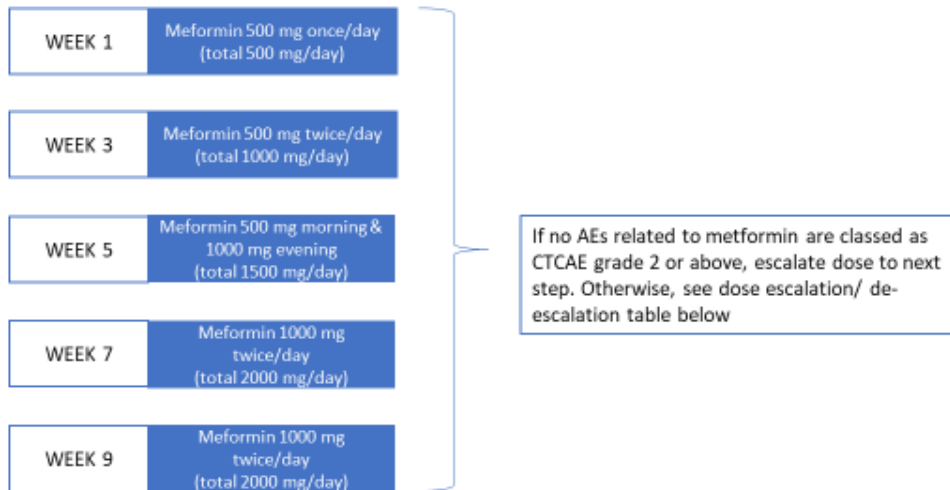 WEEK 1
Meformin 500 mg once/day
(total 500 mg/day)
WEEK 3
Meformin 500 mg twice/day
(total 1000 mg/day)
WEEK 5
Meformin 500 mg morning &
1000 mg evening
(total 1500 mg/day)
WEEK 7
Meformin 1000 mg
twice/day
(total 2000 mg/day)
WEEK 9
Meformin 1000 mg
twice/day
(total 2000 mg/day)
If no AEs related to metformin are classed as
CTCAE grade 2 or above, escalate dose to next
step. Otherwise, see dose escalation/ de-
escalation table below